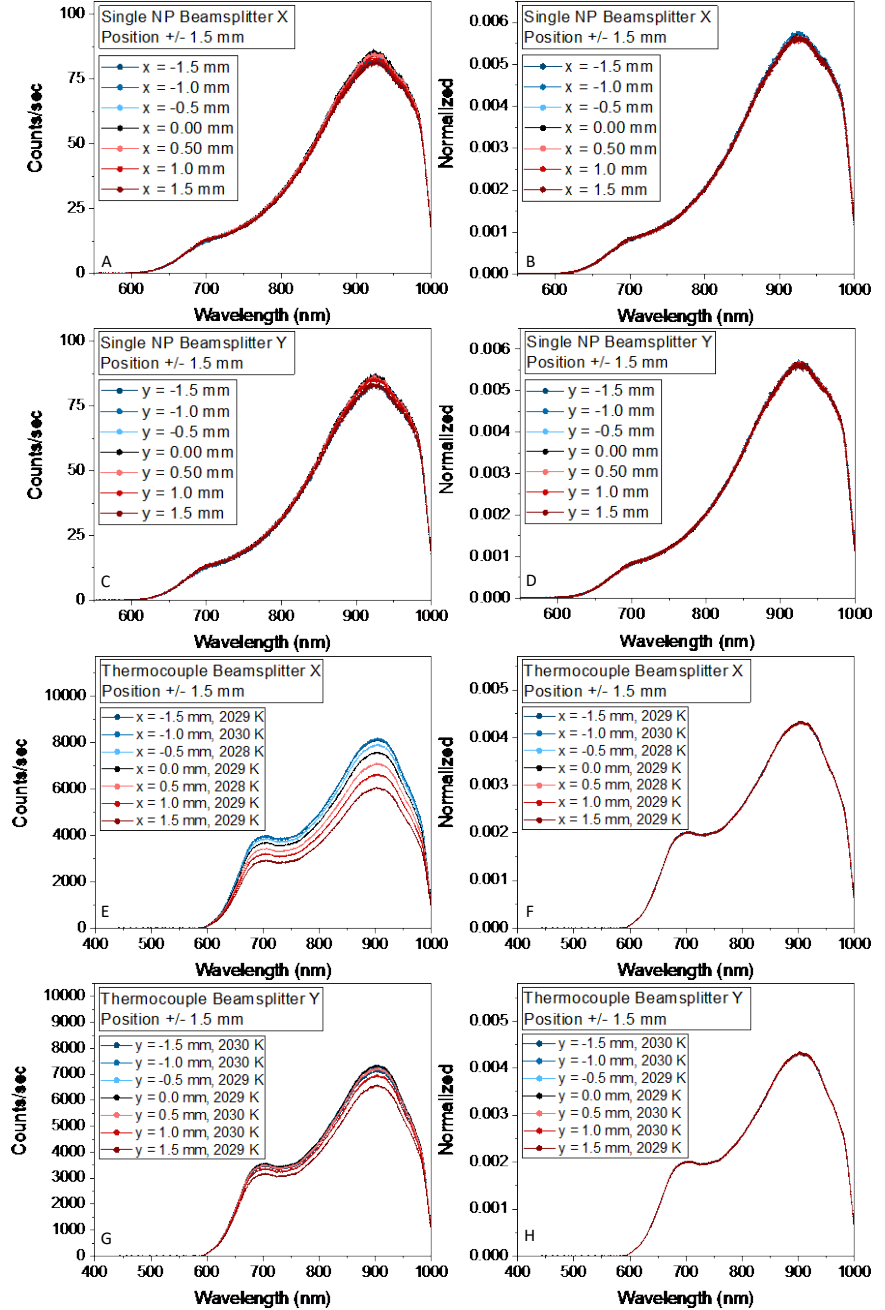 Single NP Beamsplitter X
Position +/- 1.5 mm
x = -1.5 mm
x = -1.0 mm
x = -0.5 mm
x = 0.00 mm
x = 0.50 mm
x = 1.0 mm
x = 1.5 mm
Counts/sec
100
75
50
25
0
A
600
700
800
900
1000
Wavelength (nm)
Single NP Beamsplitter X
Position +/- 1.5 mm
x = -1.5 mm
x = -1.0 mm
x = -0.5 mm
x = 0.00 mm
x = 0.50 mm
x = 1.0 mm
x = 1.5 mm
Normalized
0.006
0.005
0.004
0.003
0.002
0.001
0.000
B
600
700
800
900
1000
Wavelength (nm)
Single NP Beamsplitter Y
Position +/- 1.5 mm
y = -1.5 mm
y = -1.0 mm
y = -0.5 mm
y = 0.00 mm
y = 0.50 mm
y = 1.0 mm
y = 1.5 mm
Counts/sec
100
75
50
25
0
C
600
700
800
900
1000
Wavelength (nm)
Single NP Beamsplitter Y
Position +/- 1.5 mm
y = -1.5 mm
y = -1.0 mm
y = -0.5 mm
y = 0.00 mm
y = 0.50 mm
y = 1.0 mm
y = 1.5 mm
Normalized
0.006
0.005
0.004
0.003
0.002
0.001
0.000
D
600
700
800
900
1000
Wavelength (nm)
Thermocouple Beamsplitter X
Position +/- 1.5 mm
x = -1.5 mm, 2029 K
x = -1.0 mm, 2030 K
x = -0.5 mm, 2028 K
x = 0.0 mm, 2029 K
x = 0.5 mm, 2028 K
x = 1.0 mm, 2029 K
x = 1.5 mm, 2029 K
Counts/sec
10000
8000
6000
4000
2000
0
E
400
500
600
700
800
900
1000
Wavelength (nm)
Thermocouple Beamsplitter X
Position +/- 1.5 mm
x = -1.5 mm, 2029 K
x = -1.0 mm, 2030 K
x = -0.5 mm, 2028 K
x = 0.0 mm, 2029 K
x = 0.5 mm, 2028 K
x = 1.0 mm, 2029 K
x = 1.5 mm, 2029 K
Normalized
0.005
0.004
0.003
0.002
0.001
0.000
F
400
500
600
700
800
900
1000
Wavelength (nm)
Thermocouple Beamsplitter Y
Position +/- 1.5 mm
y = -1.5 mm, 2030 K
y = -1.0 mm, 2030 K
y = -0.5 mm, 2029 K
y = 0.0 mm, 2029 K
y = 0.5 mm, 2030 K
y = 1.0 mm, 2030 K
y = 1.5 mm, 2029 K
Counts/sec
10000
9000
8000
7000
6000
5000
4000
3000
2000
1000
0
G
400
500
600
700
800
900
1000
Wavelength (nm)
Thermocouple Beamsplitter Y
Position +/- 1.5 mm
y = -1.5 mm, 2030 K
y = -1.0 mm, 2030 K
y = -0.5 mm, 2029 K
y = 0.0 mm, 2029 K
y = 0.5 mm, 2030 K
y = 1.0 mm, 2030 K
y = 1.5 mm, 2029 K
Normalized
0.005
0.004
0.003
0.002
0.001
0.000
H
400
500
600
700
800
900
1000
Wavelength (nm)